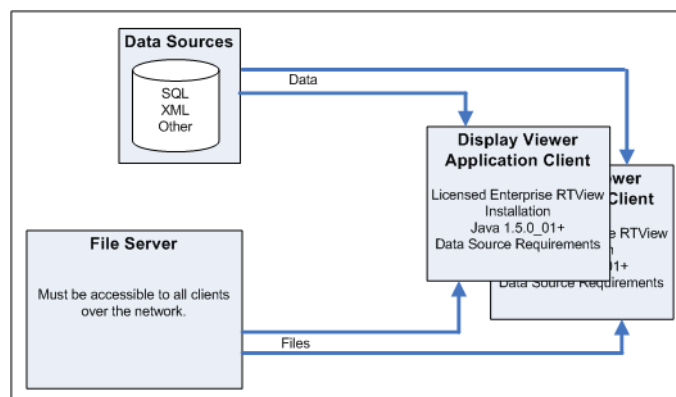 Data Sources
SQL
XML
Other
Data
Display Viewer
Application Client
Licensed Enterprise RTView
Installation
Java 1.5.0_01+
Data Source Requirements
Client
RTView
Data Source Requirements
File Server
Must be accessible to all clients
over the network.
Files